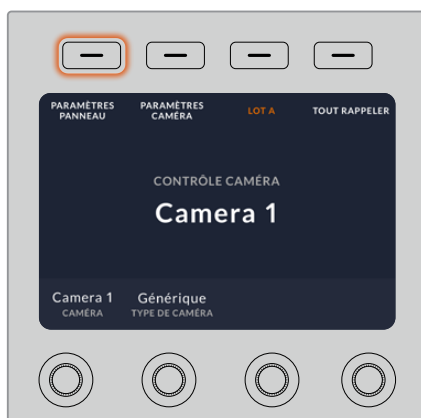 PARAMÈTRES PANNEAU
PARAMÈTRES CAMÉRA
LOT A
TOUT RAPPELER
CONTRÔLE CAMÉRA
Camera 1
Camera 1
CAMÉRA
Générique
TYPE DE CAMÉRA